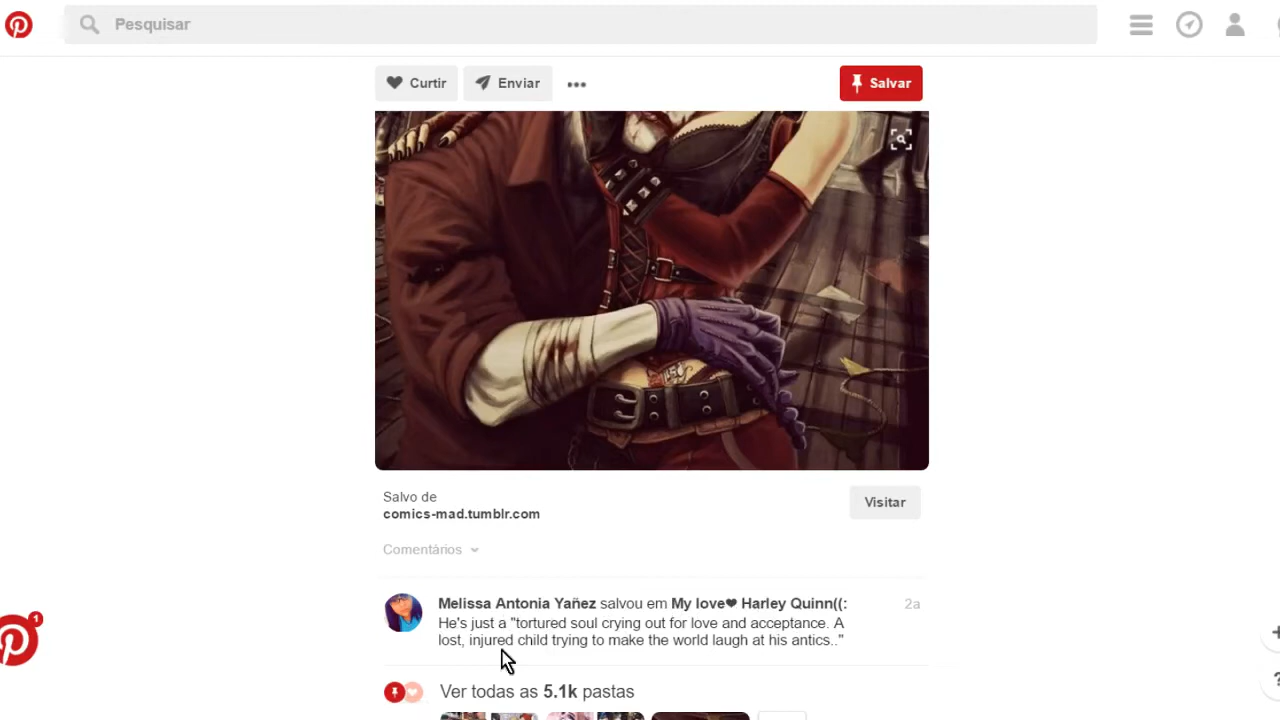 Pesquisar
Curtir
Enviar
Salvar
Salvo de
comics-mad.tumblr.com
Visitar
Comentários
Melissa Antonia Yañez salvou em My love❤ Harley Quinn((:
2a
He's just a "tortured soul crying out for love and acceptance. A
lost, injured child trying to make the world laugh at his antics.."
Ver todas as 5.1k pastas
1
?